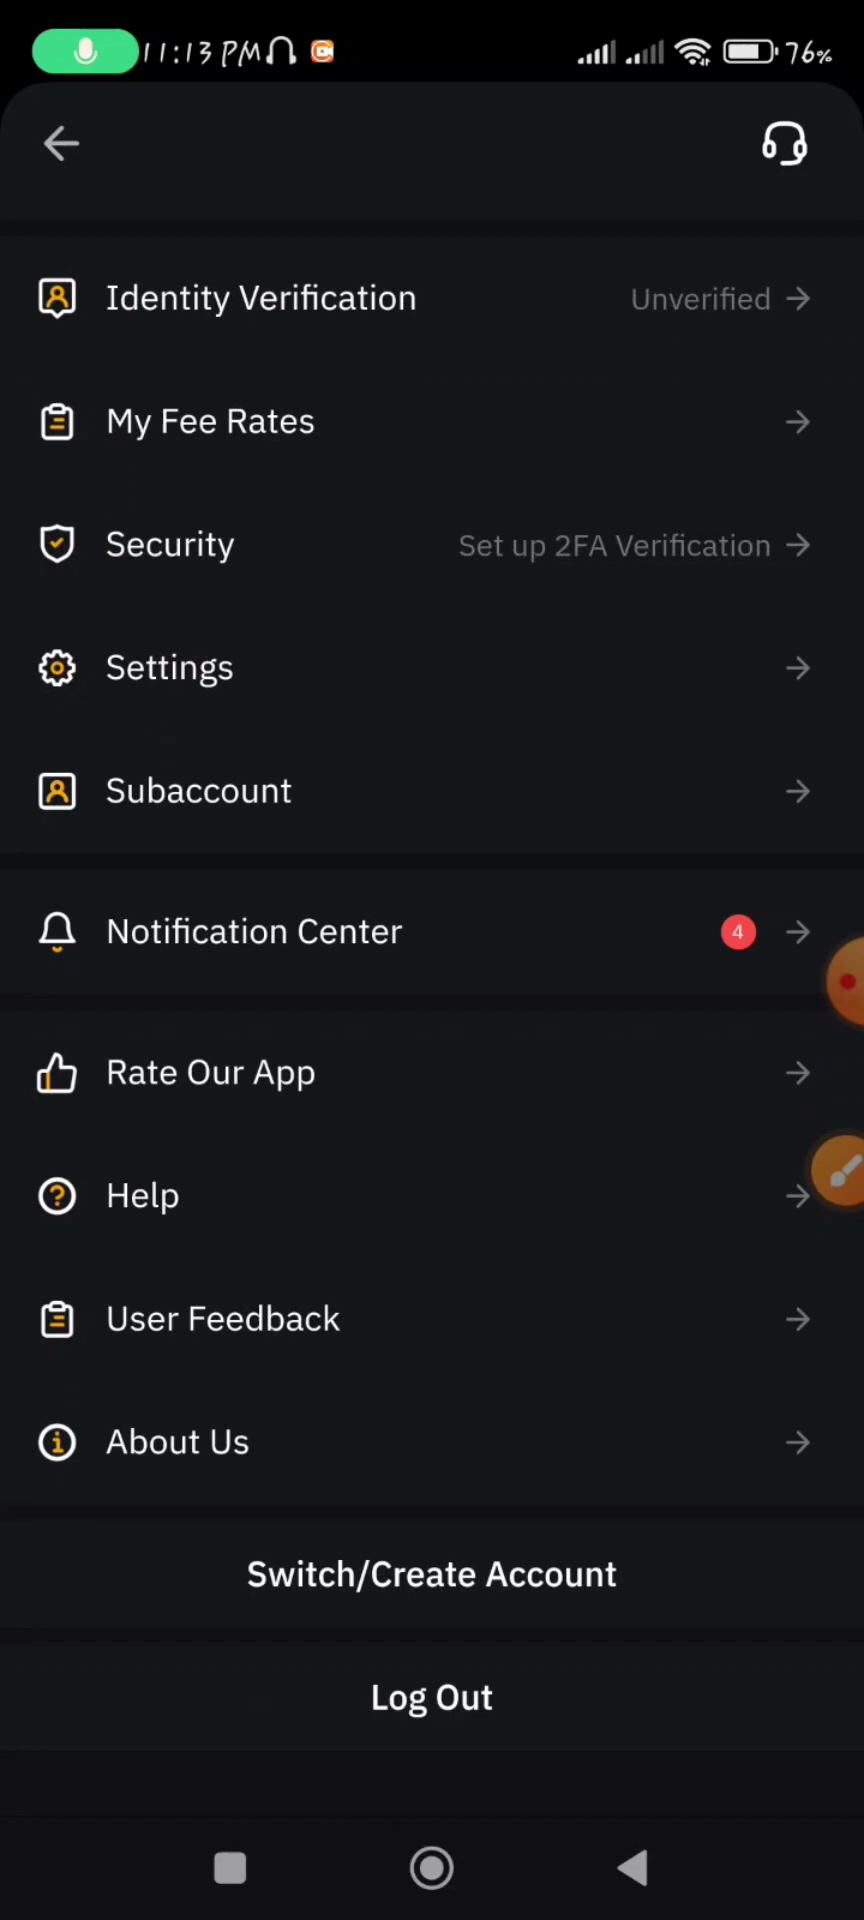 11:13 PM 76%
Identity Verification Unverified
My Fee Rates
Security Set up 2FA Verification
Settings
Subaccount
Notification Center 4
Rate Our App
Help
User Feedback
About Us
Switch/Create Account
Log Out